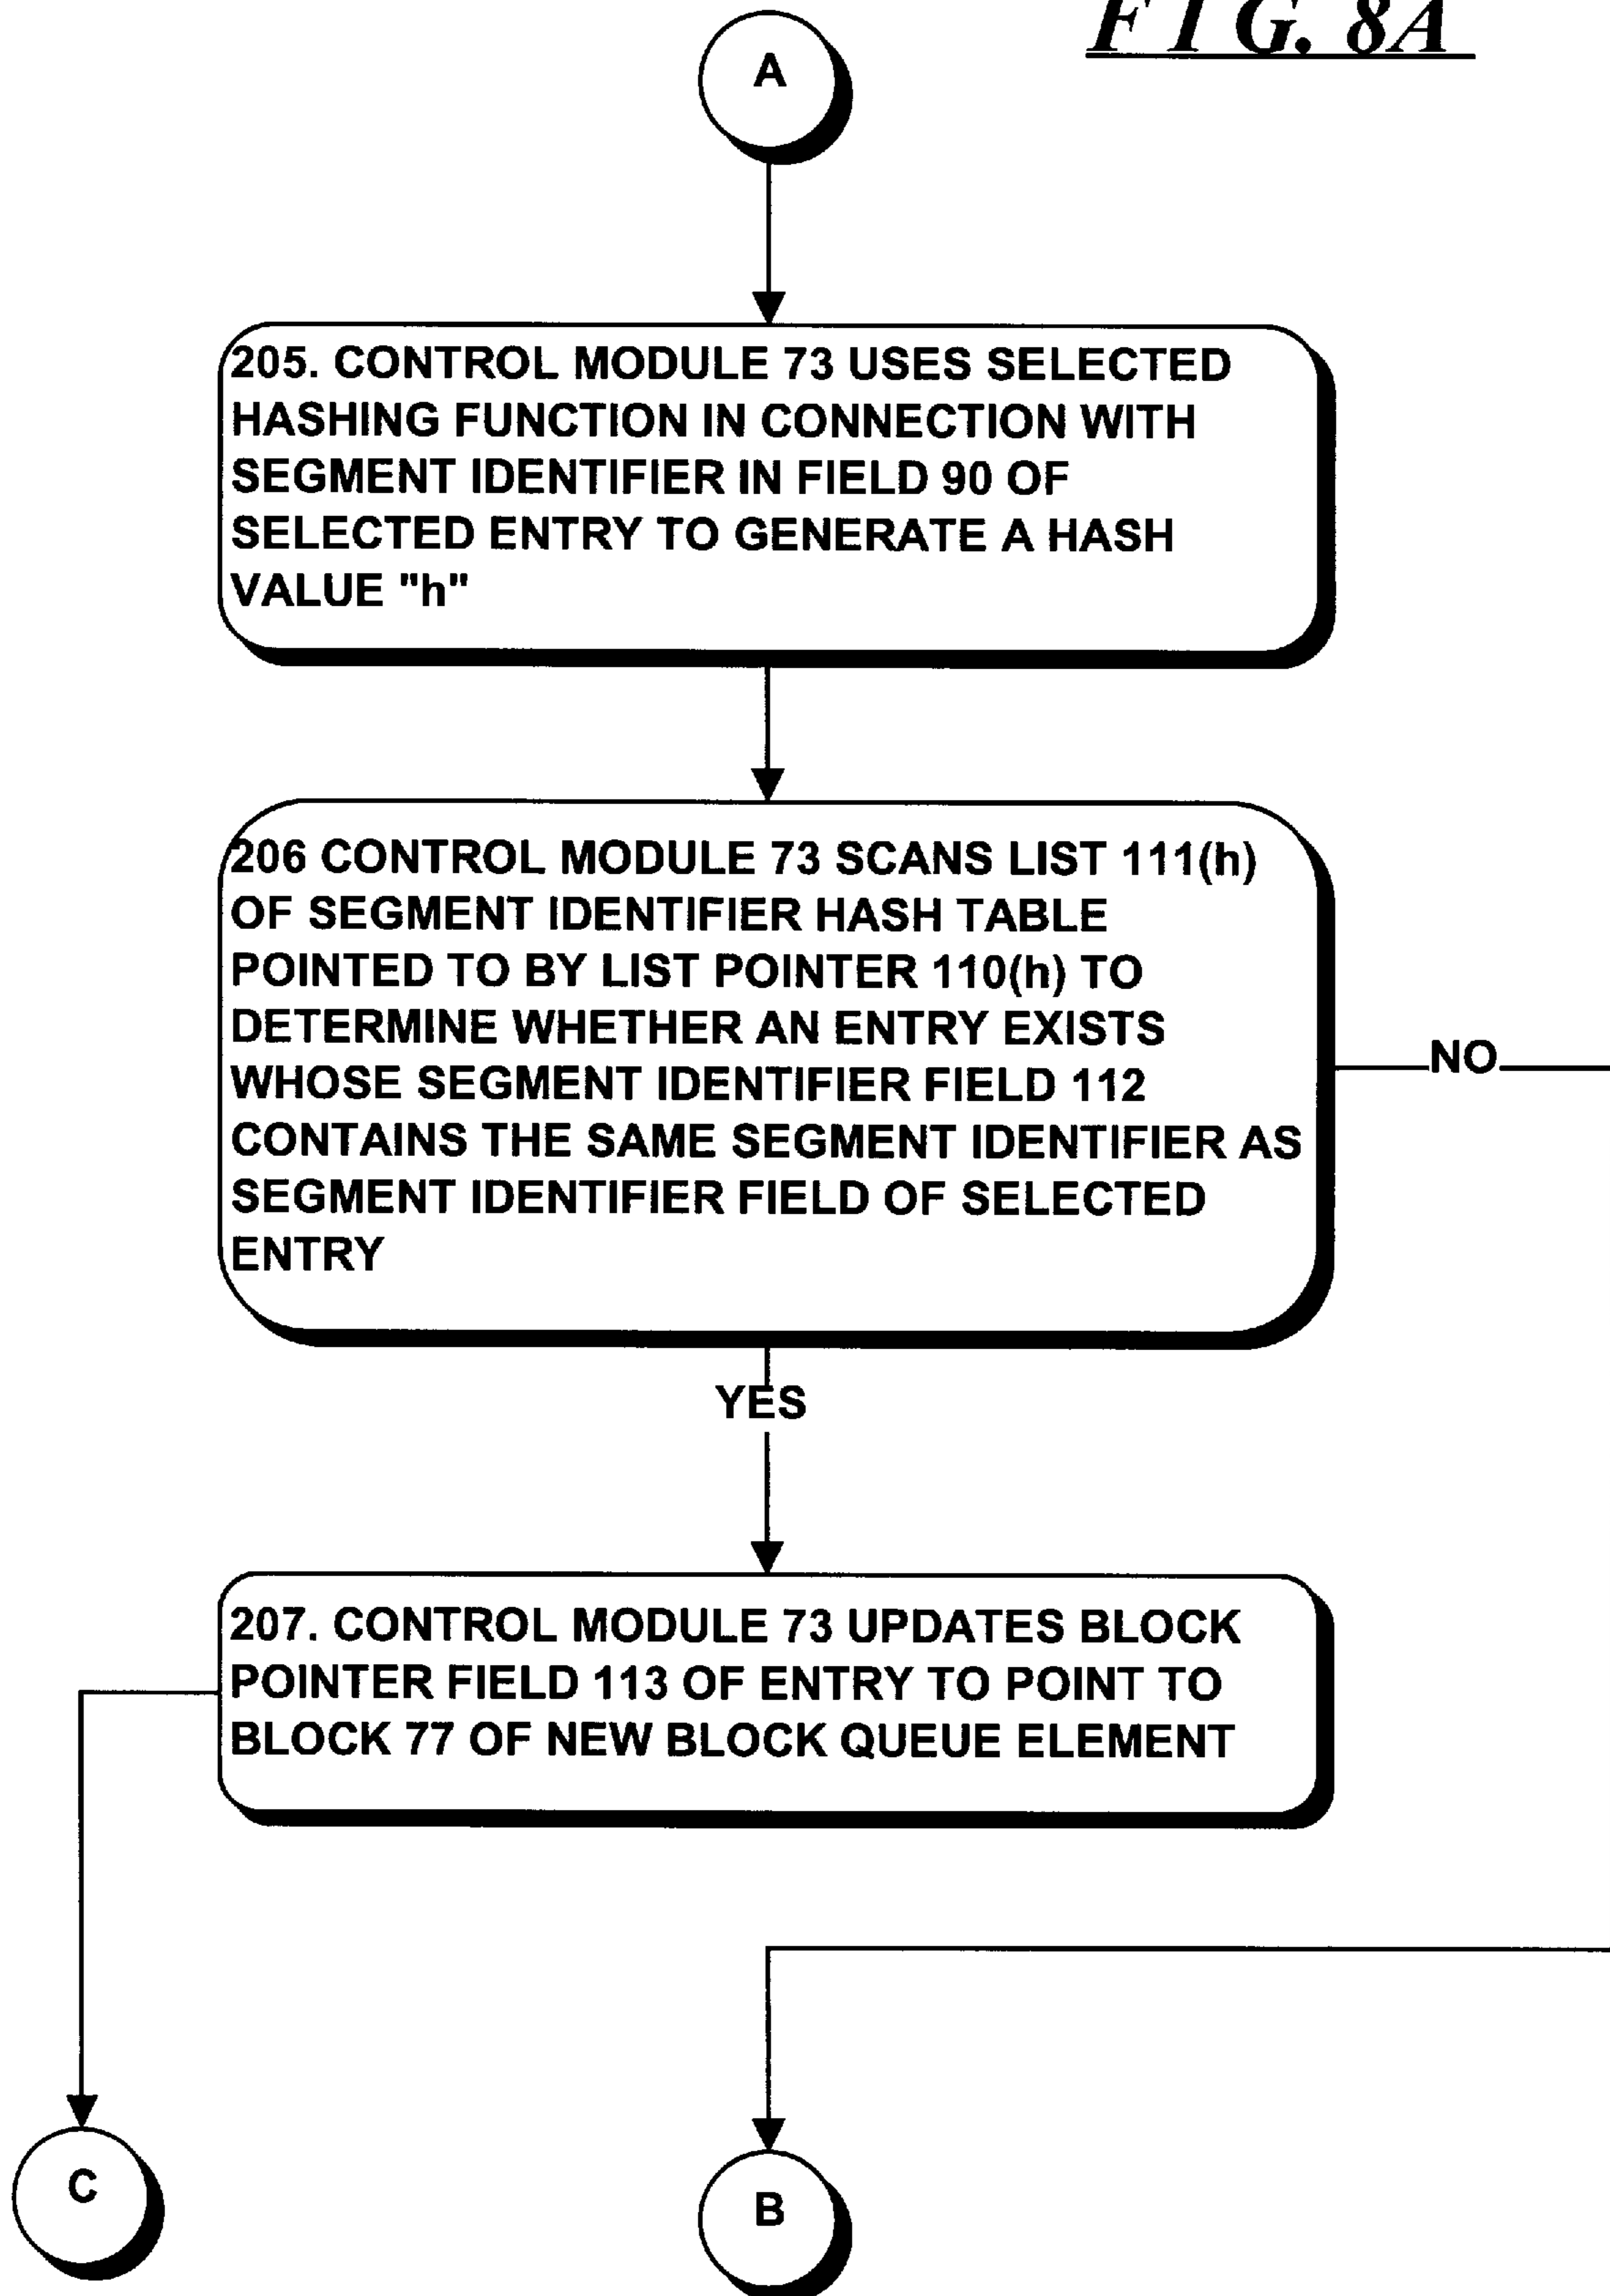 FIG. 8A
A
205. CONTROL MODULE 73 USES SELECTED
HASHING FUNCTION IN CONNECTION WITH
SEGMENT IDENTIFIER IN FIELD 90 OF
SELECTED ENTRY TO GENERATE A HASH
VALUE "h"
206 CONTROL MODULE 73 SCANS LIST 111(h)
OF SEGMENT IDENTIFIER HASH TABLE
POINTED TO BY LIST POINTER 110(h) TO
DETERMINE WHETHER AN ENTRY EXISTS
WHOSE SEGMENT IDENTIFIER FIELD 112
CONTAINS THE SAME SEGMENT IDENTIFIER AS
SEGMENT IDENTIFIER FIELD OF SELECTED
ENTRY
NO
YES
207. CONTROL MODULE 73 UPDATES BLOCK
POINTER FIELD 113 OF ENTRY TO POINT TO
BLOCK 77 OF NEW BLOCK QUEUE ELEMENT
C
B